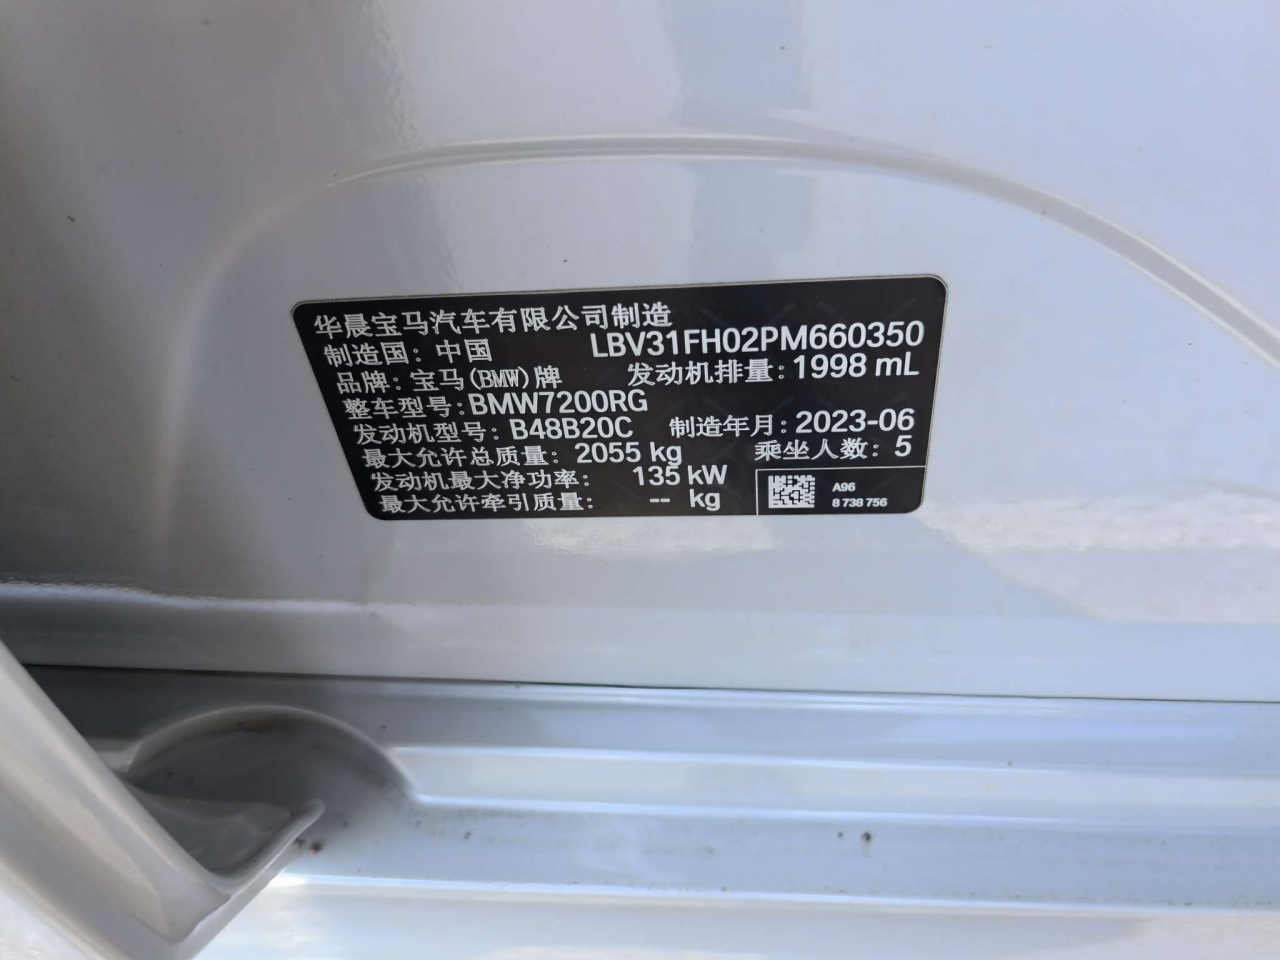 华晨宝马汽车有限公司制造
制造国：中国 LBV31FH02PM660350
品牌：宝马(BMW)牌 发动机排量：1998 mL
整车型号：BMW7200RG
发动机型号：B48B20C 制造年月：2023-06
最大允许总质量：2055 kg 乘坐人数：5
发动机最大净功率：135 kW
最大允许牵引质量：-- kg
A96
8 738 756